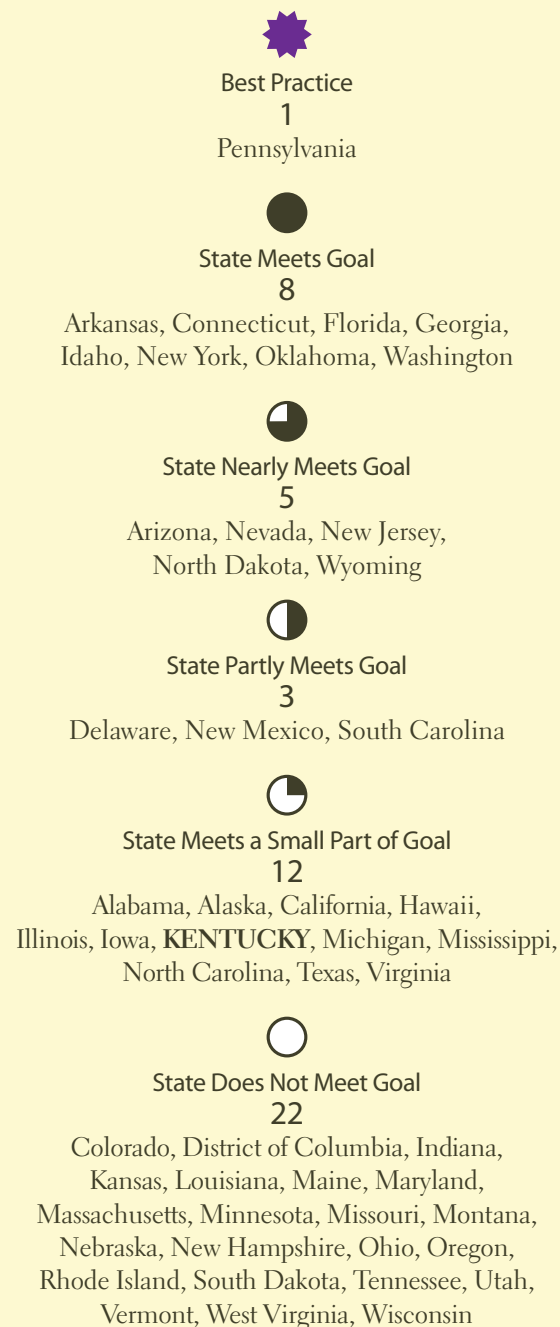 Best Practice
1
Pennsylvania
State Meets Goal
8
Arkansas, Connecticut, Florida, Georgia,
Idaho, New York, Oklahoma, Washington
State Nearly Meets Goal
5
Arizona, Nevada, New Jersey,
North Dakota, Wyoming
State Partly Meets Goal
3
Delaware, New Mexico, South Carolina
State Meets a Small Part of Goal
12
Alabama, Alaska, California, Hawaii,
Illinois, Iowa, KENTUCKY, Michigan, Mississippi,
North Carolina, Texas, Virginia
State Does Not Meet Goal
22
Colorado, District of Columbia, Indiana,
Kansas, Louisiana, Maine, Maryland,
Massachusetts, Minnesota, Missouri, Montana,
Nebraska, New Hampshire, Ohio, Oregon,
Rhode Island, South Dakota, Tennessee, Utah,
Vermont, West Virginia, Wisconsin